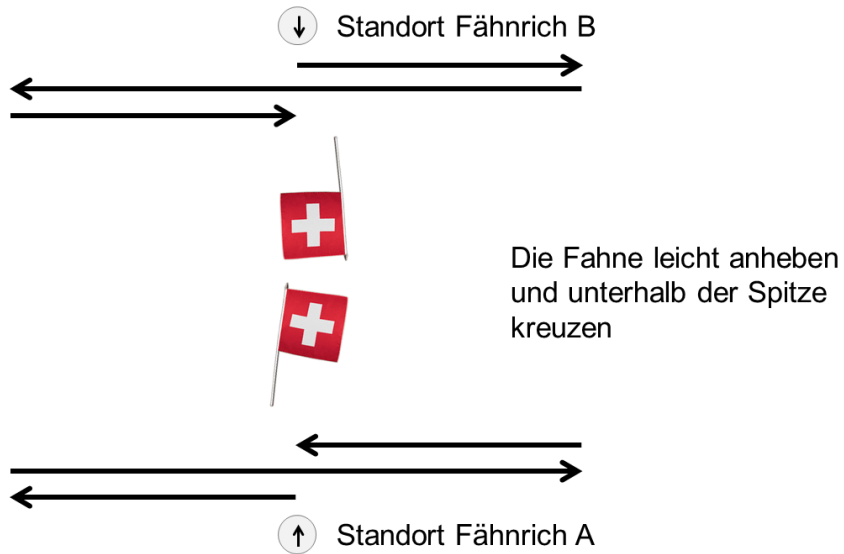 Standort Fähnrich B
Die Fahne leicht anheben
und unterhalb der Spitze
kreuzen
Standort Fähnrich A